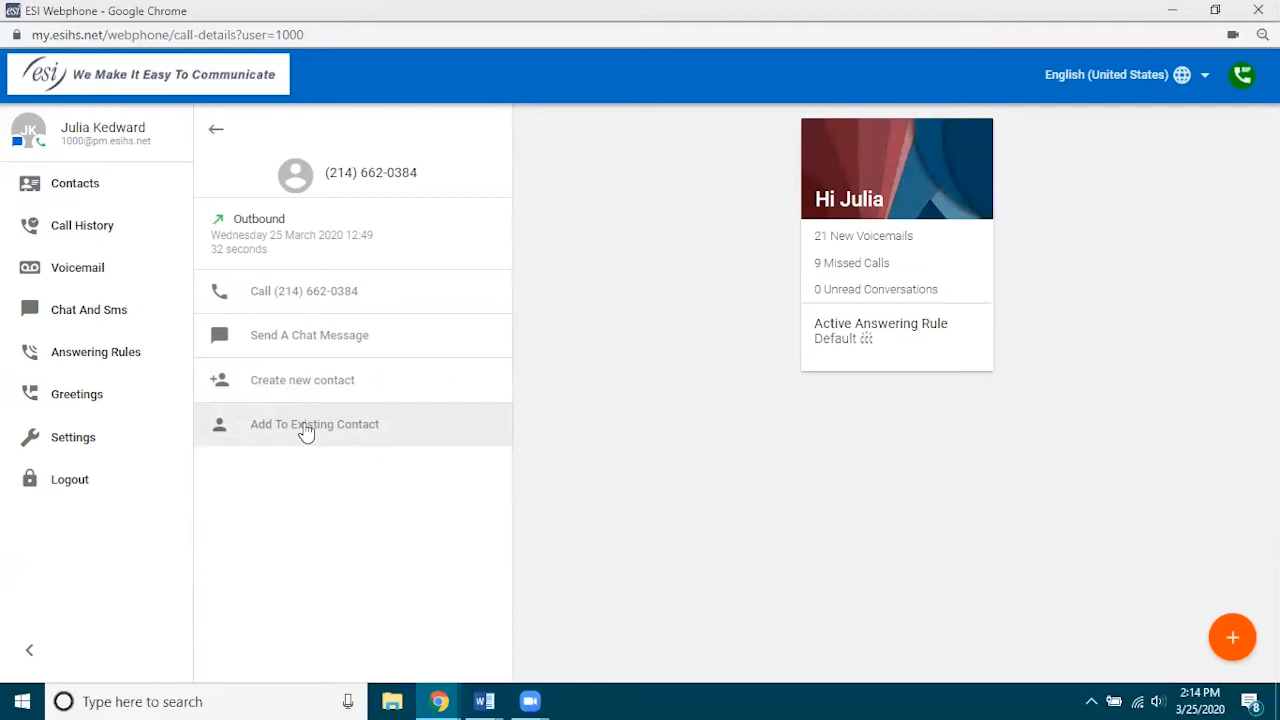 ESI Webphone - Google Chrome
my.esihs.net/webphone/call-details?user=1000
esi We Make It Easy To Communicate
English (United States)
JK
Julia Kedward
1000@pm.esihs.net
Contacts
Call History
Voicemail
Chat And Sms
Answering Rules
Greetings
Settings
Logout
(214) 662-0384
Outbound
Wednesday 25 March 2020 12:49
32 seconds
Call (214) 662-0384
Send A Chat Message
Create new contact
Add To Existing Contact
Hi Julia
21 New Voicemails
9 Missed Calls
0 Unread Conversations
Active Answering Rule
Default
Type here to search
2:14 PM
3/25/2020
8